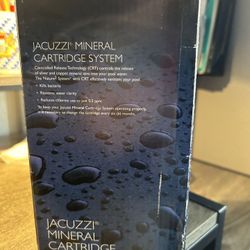 JACUZZI® MINERAL
CARTRIDGE SYSTEM
Controlled Release Technology (CRT) controls the release
of silver and copper mineral ions into your pool water.
The Nature2 System® with CRT effectively sanitizes your pool.
• Kills bacteria
• Restores water clarity
• Reduces chlorine use to just 0.5 ppm
To keep your Jacuzzi Mineral Cartridge System operating properly,
it is necessary to change the cartridge every six (6) months.
JACUZZI®
MINERAL
CARTRIDGE